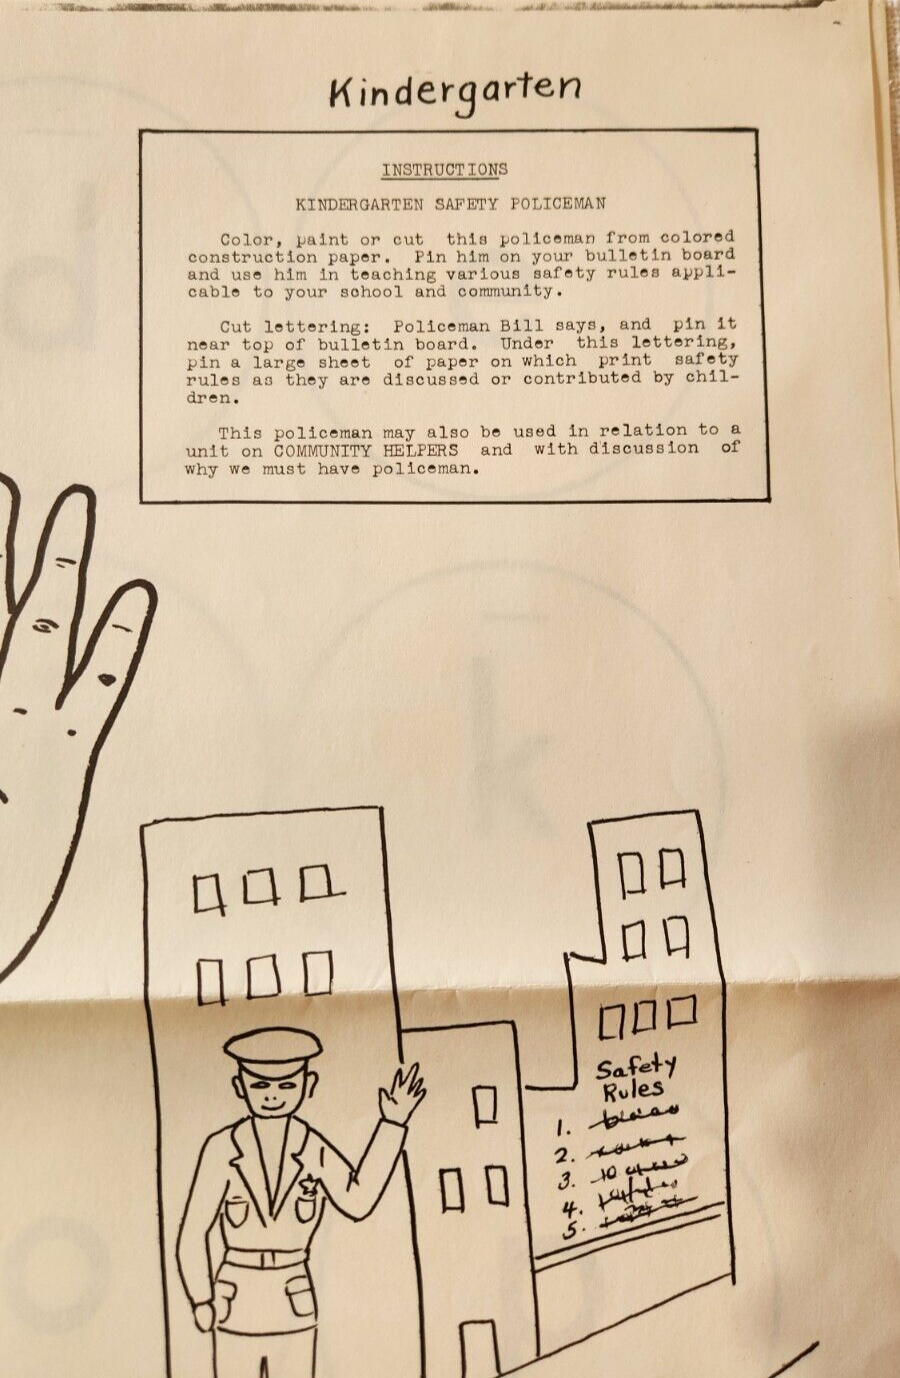 Kindergarten
INSTRUCTIONS
KINDERGARTEN SAFETY POLICEMAN
Color, paint or cut this policeman from colored
construction paper. Pin him on your bulletin board
and use him in teaching various safety rules appli-
cable to your school and community.
Cut lettering: Policeman Bill says, and pin it
near top of bulletin board. Under this lettering,
pin a large sheet of paper on which print safety
rules as they are discussed or contributed by chil-
dren.
This policeman may also be used in relation to a
unit on COMMUNITY HELPERS and with discussion of
why we must have policeman.
k
Safety
Rules
1.
2.
3.
4.
5.